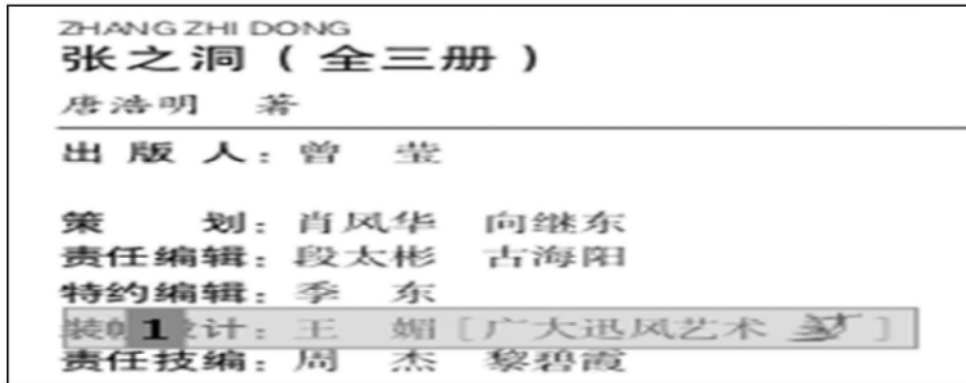 ZHANG ZHI DONG
张之洞（全三册）
唐浩明 著
出版人：曾 莹
策 划：肖风华 向继东
责任编辑：段太彬 古海阳
特约编辑：季 东
装 1 计：王 媚[广大迅风艺术]
责任技编：周 杰 黎碧霞